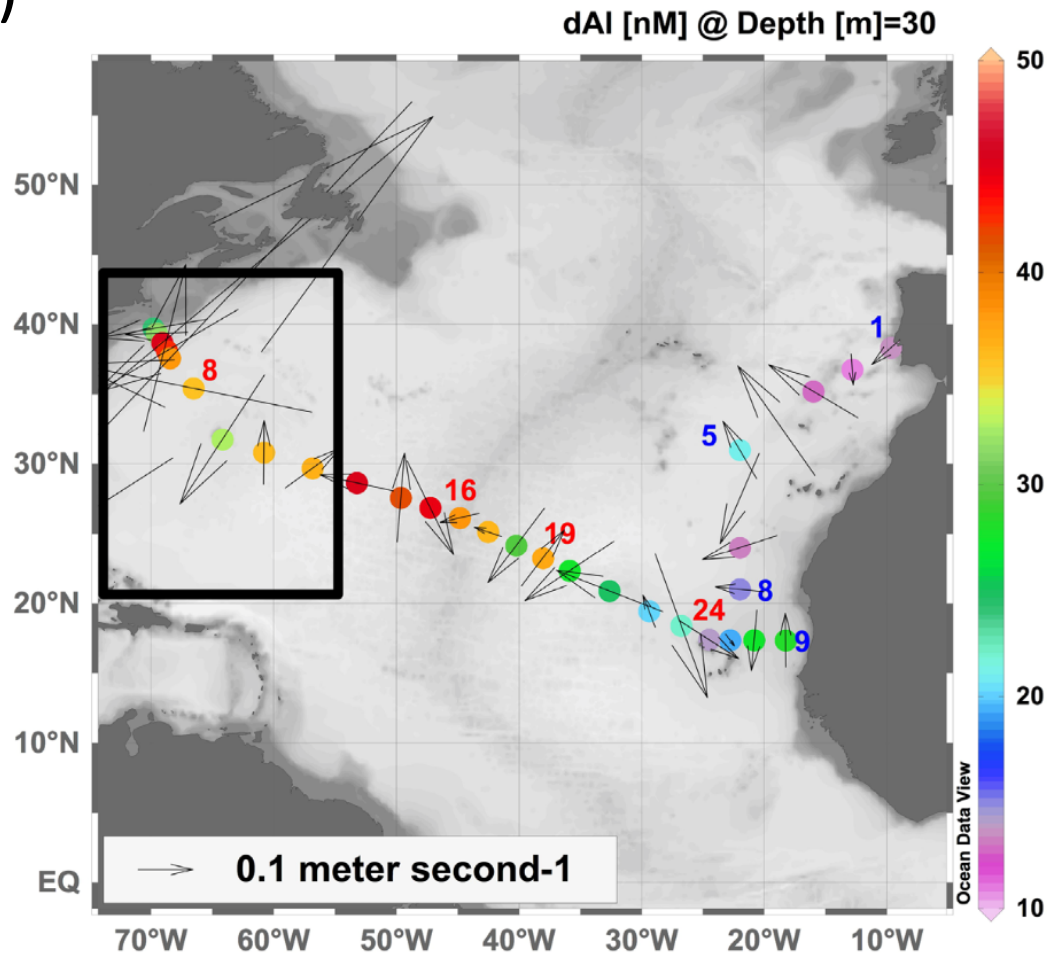 )
dAl [nM] @ Depth [m]=30
50
40
30
20
10
50°N
40°N
30°N
20°N
10°N
EQ
1
8
5
16
19
8
24
9
0.1 meter second-1
Ocean Data View
70°W
60°W
50°W
40°W
30°W
20°W
10°W